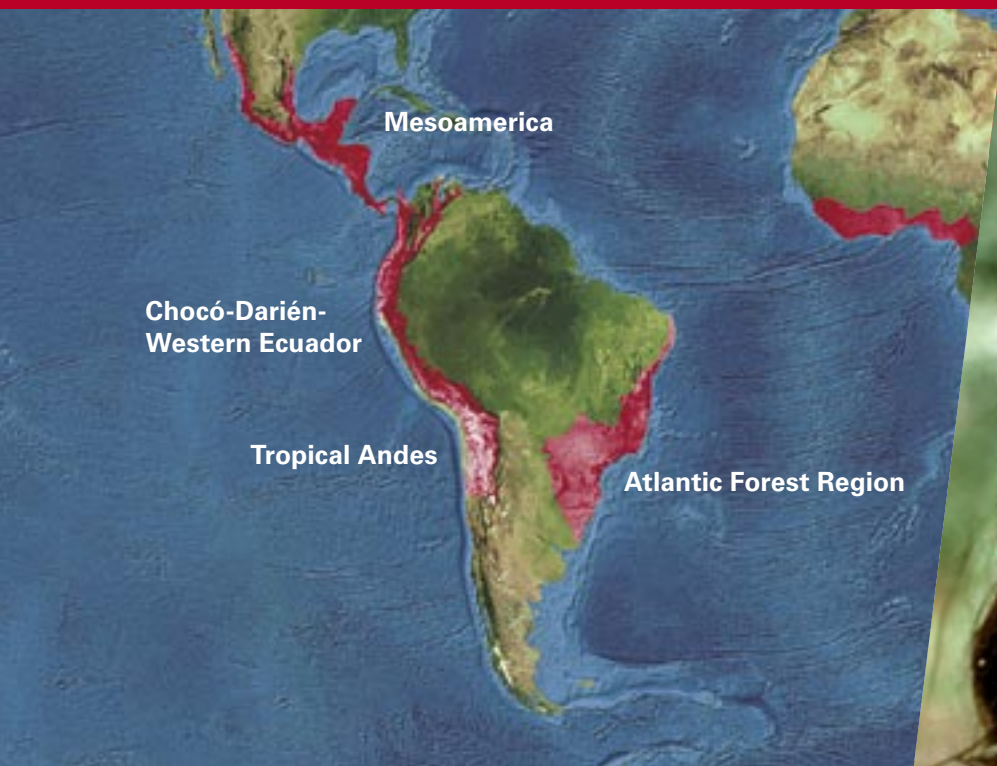 Mesoamerica
Chocó-Darién-
Western Ecuador
Tropical Andes
Atlantic Forest Region